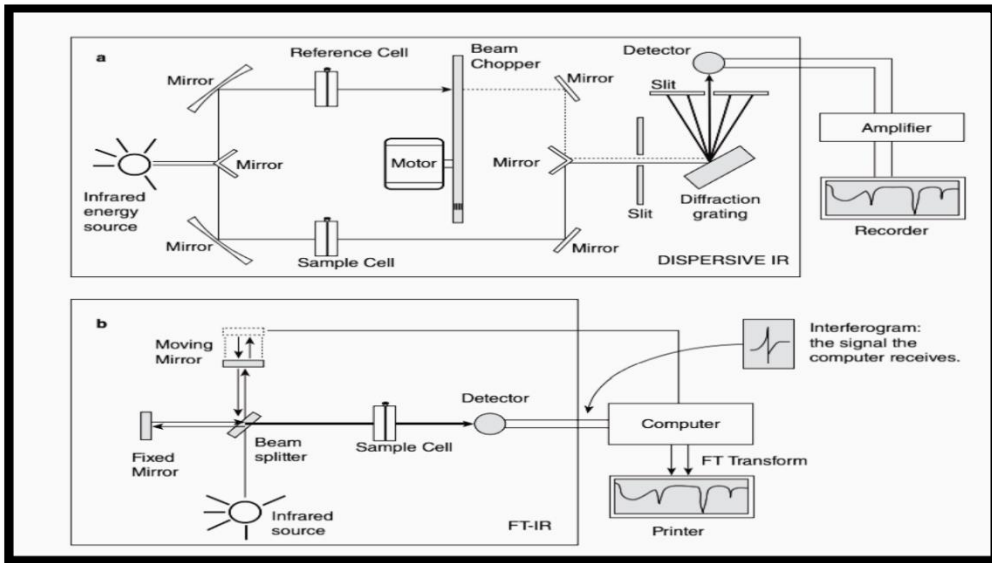 a
Reference Cell
Beam
Chopper
Detector
Mirror
Mirror
Slit
Amplifier
Motor
Mirror
Mirror
Infrared
energy
source
Slit
Diffraction
grating
Recorder
Mirror
Sample Cell
Mirror
DISPERSIVE IR
b
Moving
Mirror
Interferogram:
the signal the
computer receives.
Detector
Computer
Fixed
Mirror
Beam
splitter
Sample Cell
FT Transform
Infrared
source
FT-IR
Printer